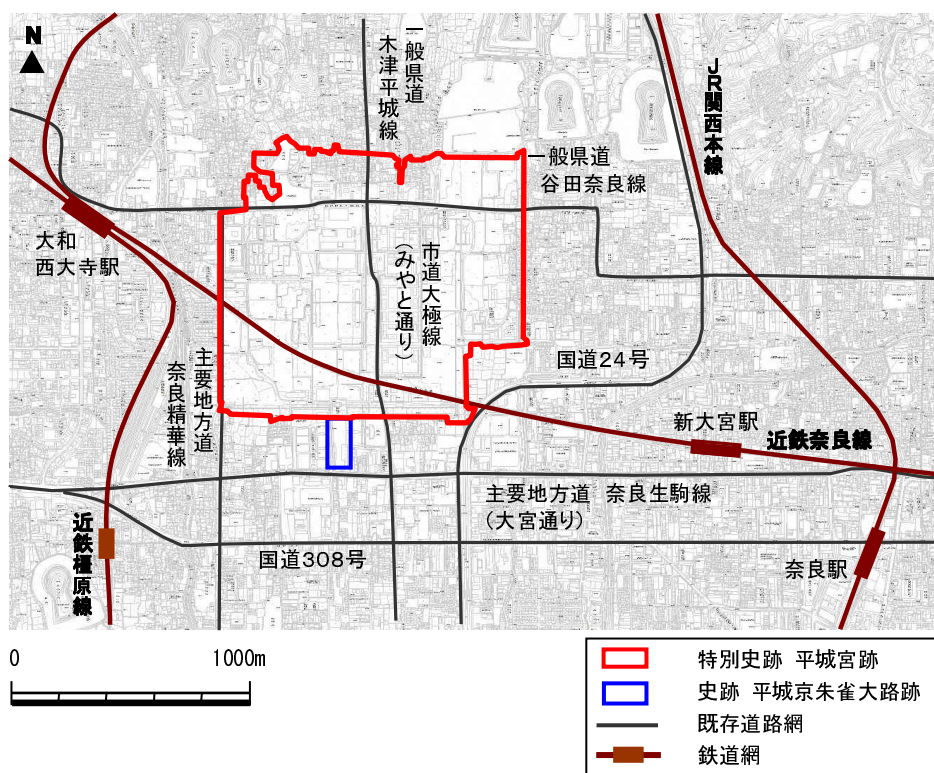 N
一般県道
木津平城線
JR関西本線
一般県道
谷田奈良線
大和
西大寺駅
市道大極線
(みやと通り)
主要地方道
奈良精華線
国道24号
新大宮駅
近鉄奈良線
主要地方道 奈良生駒線
(大宮通り)
近鉄橿原線
国道308号
奈良駅
0 1000m
特別史跡 平城宮跡
史跡 平城京朱雀大路跡
既存道路網
鉄道網